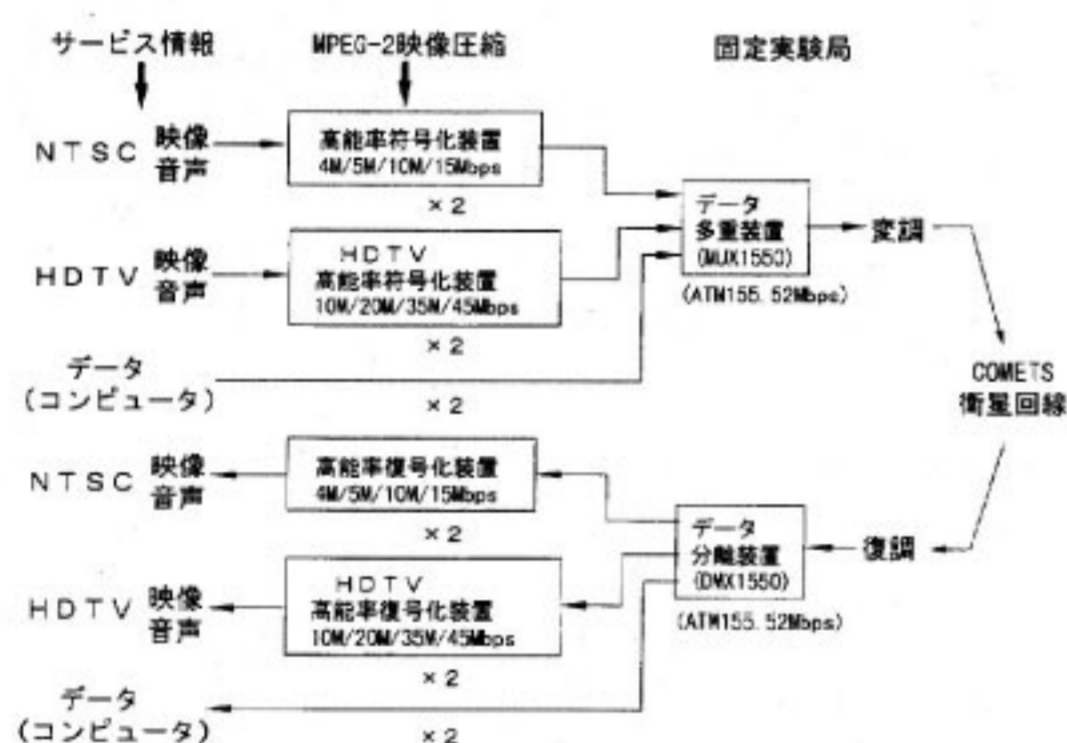 サービス情報
MPEG-2映像圧縮
固定実験局
NTSC
映像
音声
高能率符号化装置
4M/5M/10M/15Mbps
×2
データ
多重装置
(MUX1550)
変調
(ATM155.52Mbps)
HDTV
映像
音声
HDTV
高能率符号化装置
10M/20M/35M/45Mbps
×2
データ
(コンピュータ)
×2
COMETS
衛星回線
NTSC
映像
音声
高能率復号化装置
4M/5M/10M/15Mbps
×2
データ
分離装置
(DMX1550)
復調
(ATM155.52Mbps)
HDTV
映像
音声
HDTV
高能率復号化装置
10M/20M/35M/45Mbps
×2
データ
(コンピュータ)
×2